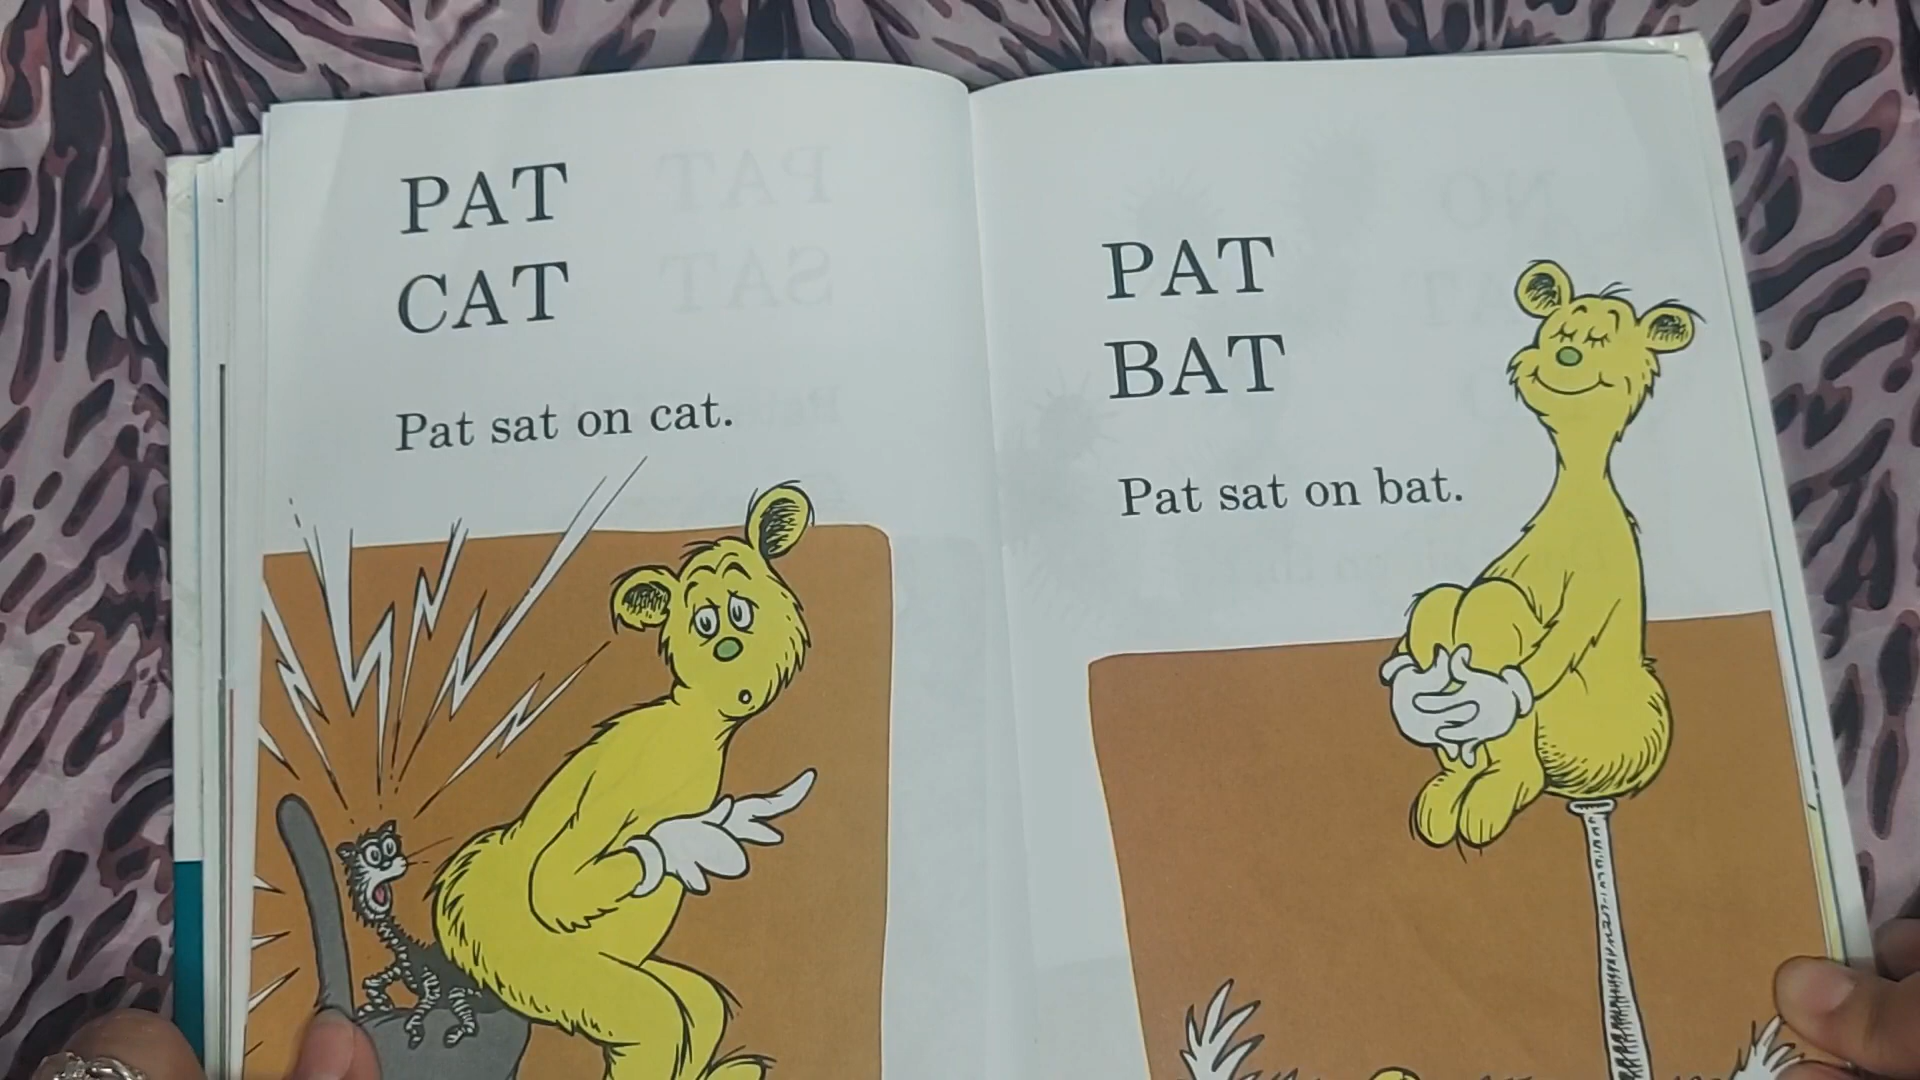 PAT
CAT
Pat sat on cat.
PAT
BAT
Pat sat on bat.